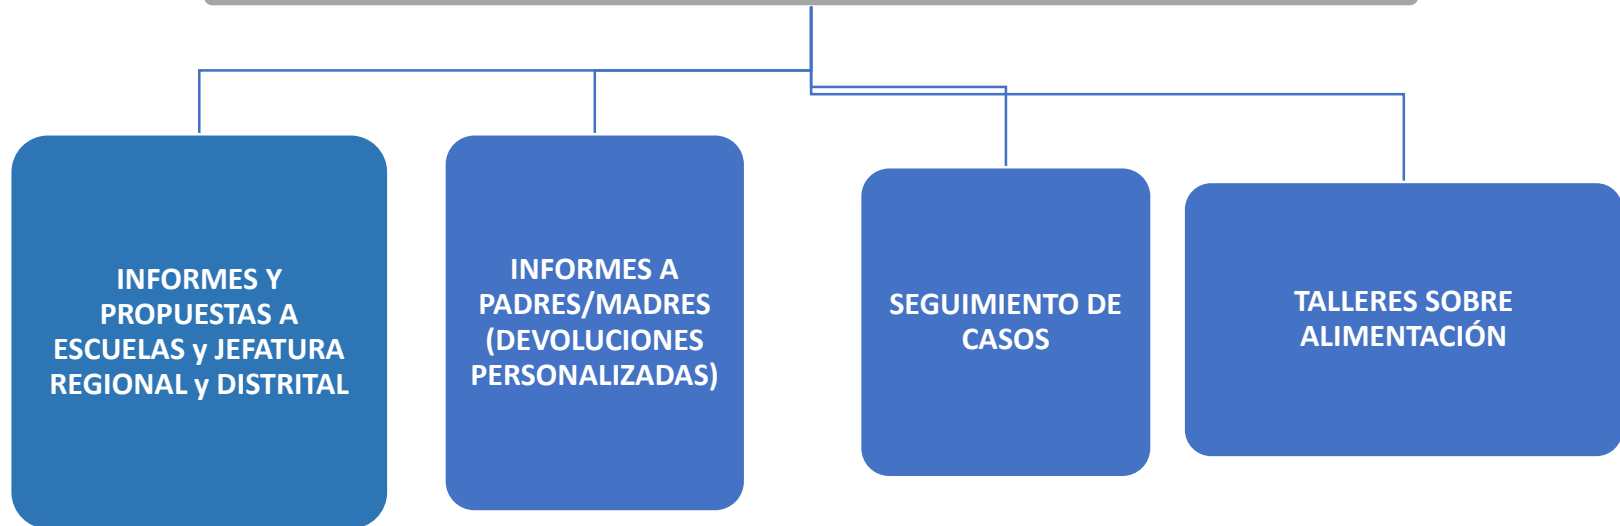 INFORMES Y
PROPUESTAS A
ESCUELAS y JEFATURA
REGIONAL y DISTRITAL
INFORMES A
PADRES/MADRES
(DEVOLUCIONES
PERSONALIZADAS)
SEGUIMIENTO DE
CASOS
TALLERES SOBRE
ALIMENTACIÓN